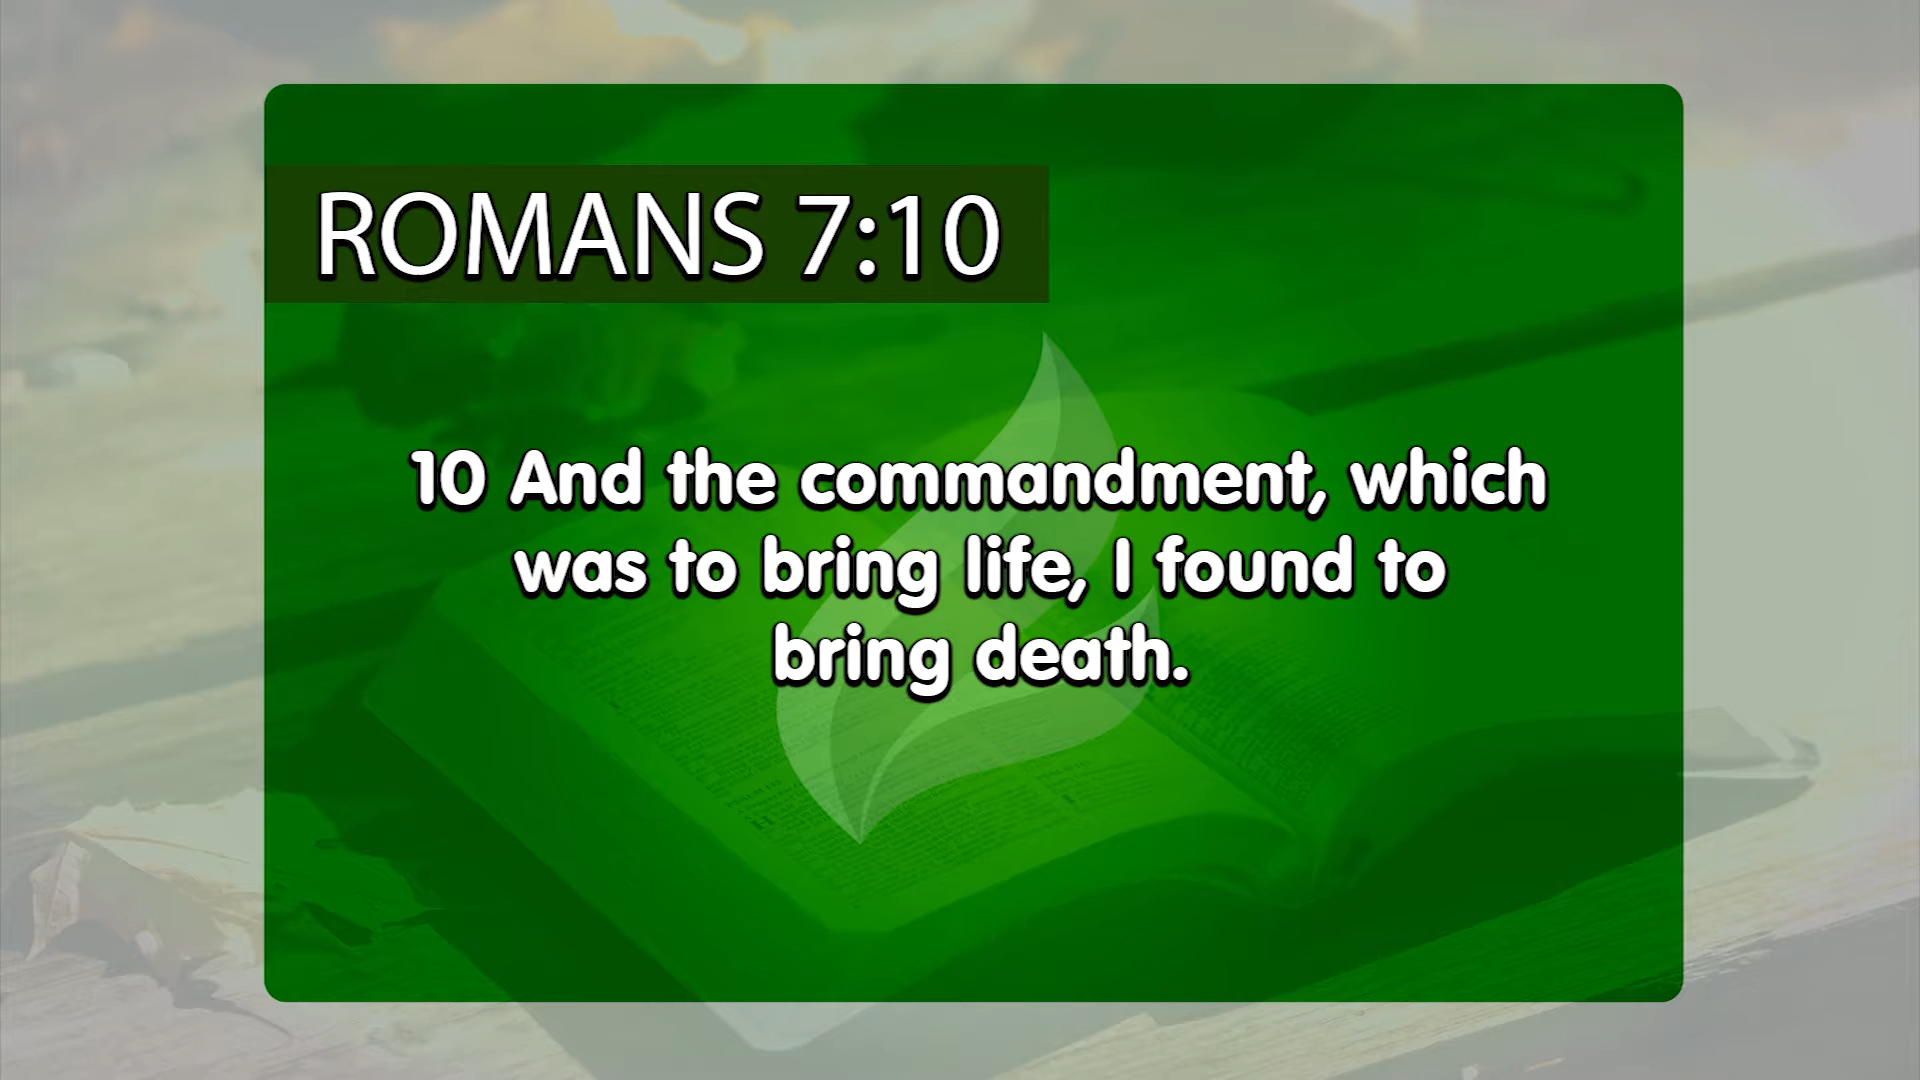 ROMANS 7:10
10 And the commandment, which
was to bring life, I found to
bring death.